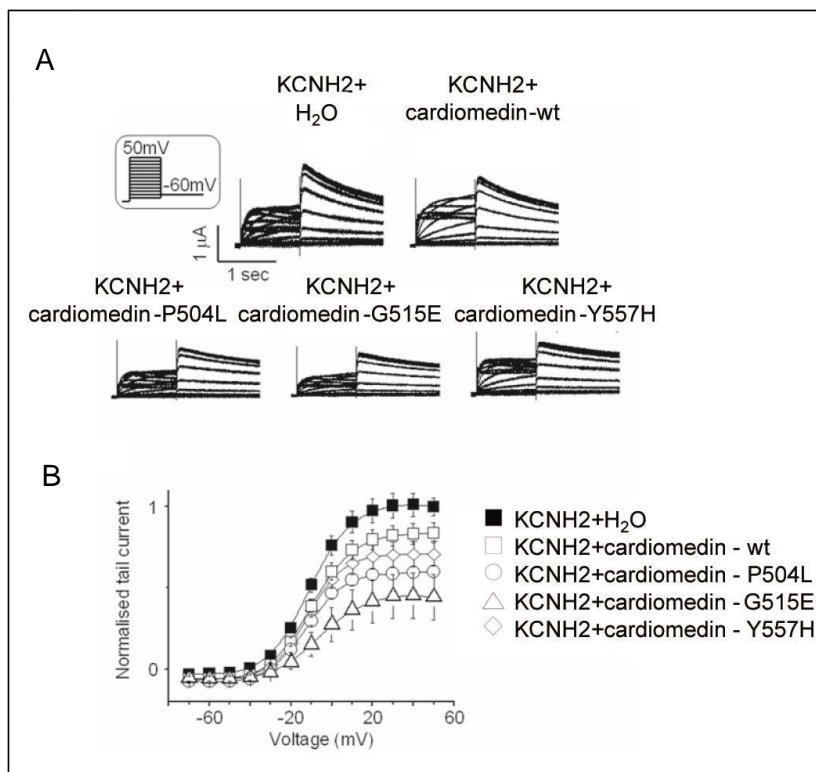 A
KCNH2+
H₂O
KCNH2+
cardiomedin-wt
50mV
-60mV
1 µA
1 sec
KCNH2+
cardiomedin-P504L
KCNH2+
cardiomedin-G515E
KCNH2+
cardiomedin-Y557H
B
Normalised tail current
1
0
-60
-20
20
60
Voltage (mV)
KCNH2+H₂O
KCNH2+cardiomedin - wt
KCNH2+cardiomedin - P504L
KCNH2+cardiomedin - G515E
KCNH2+cardiomedin - Y557H